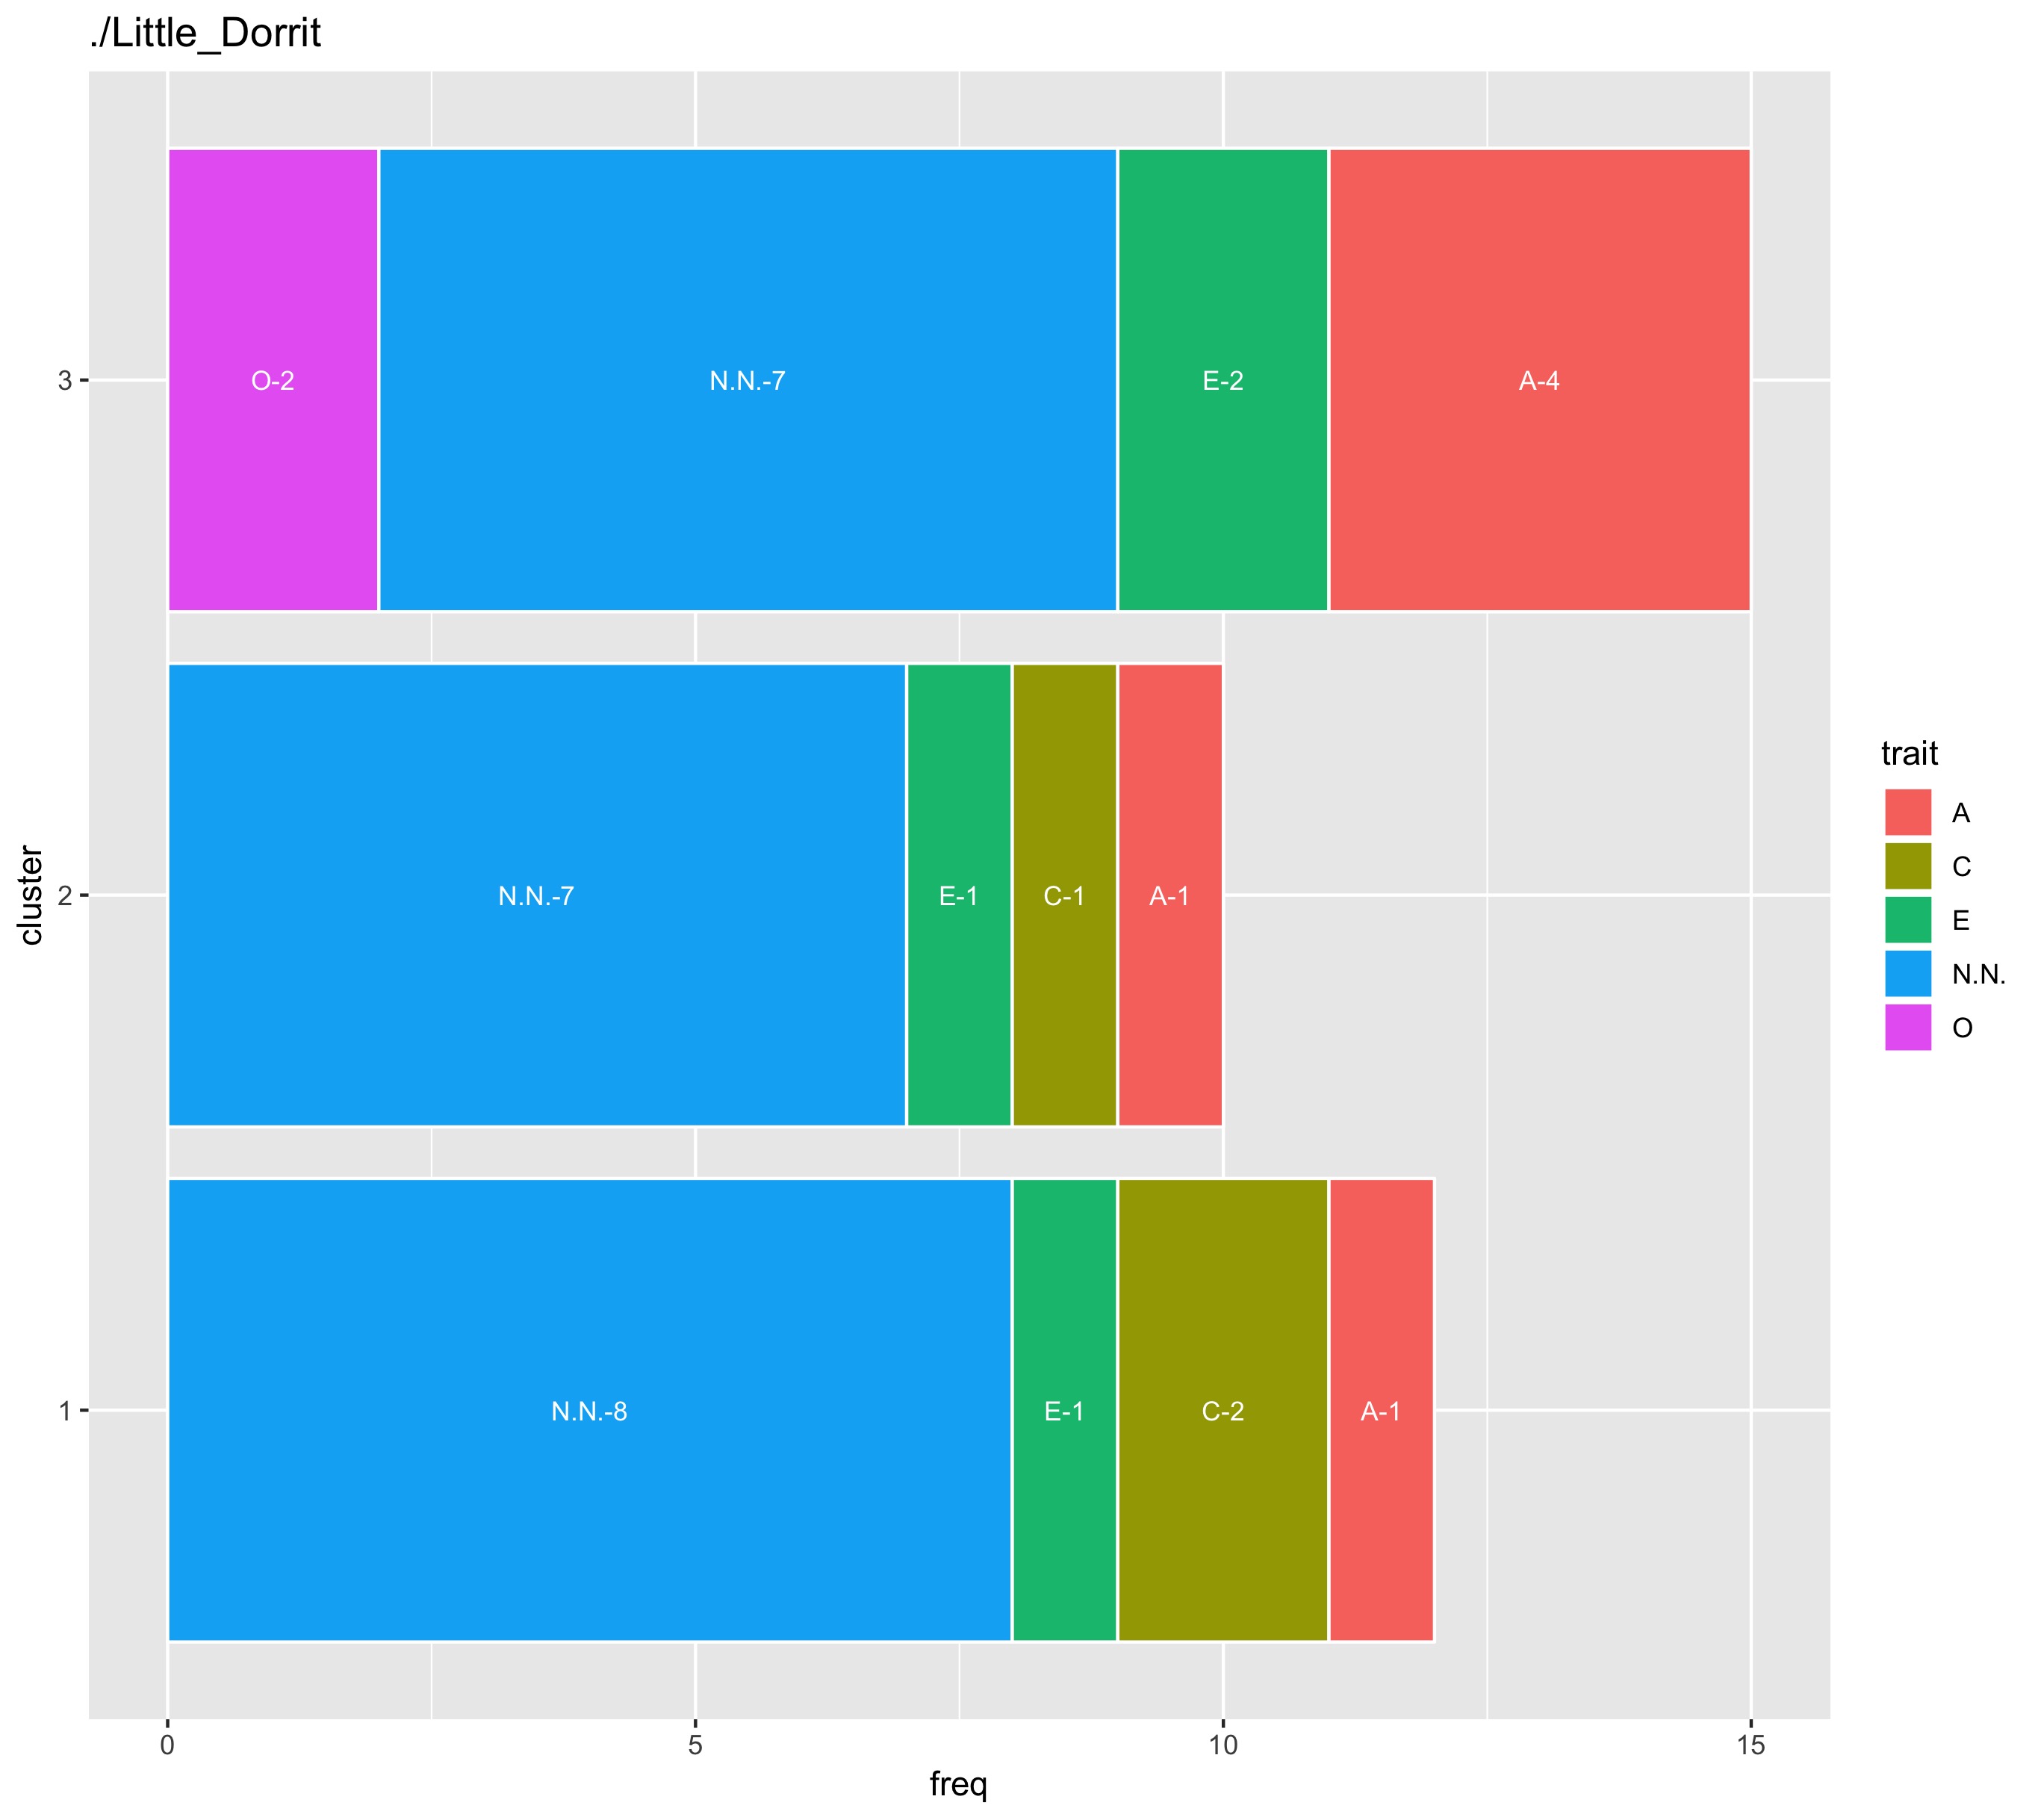 ./Little_Dorrit
cluster
3
O-2 N.N.-7 E-2 A-4
2
N.N.-7 E-1 C-1 A-1
1
N.N.-8 E-1 C-2 A-1
0 5 10 15
freq
trait
A
C
E
N.N.
O